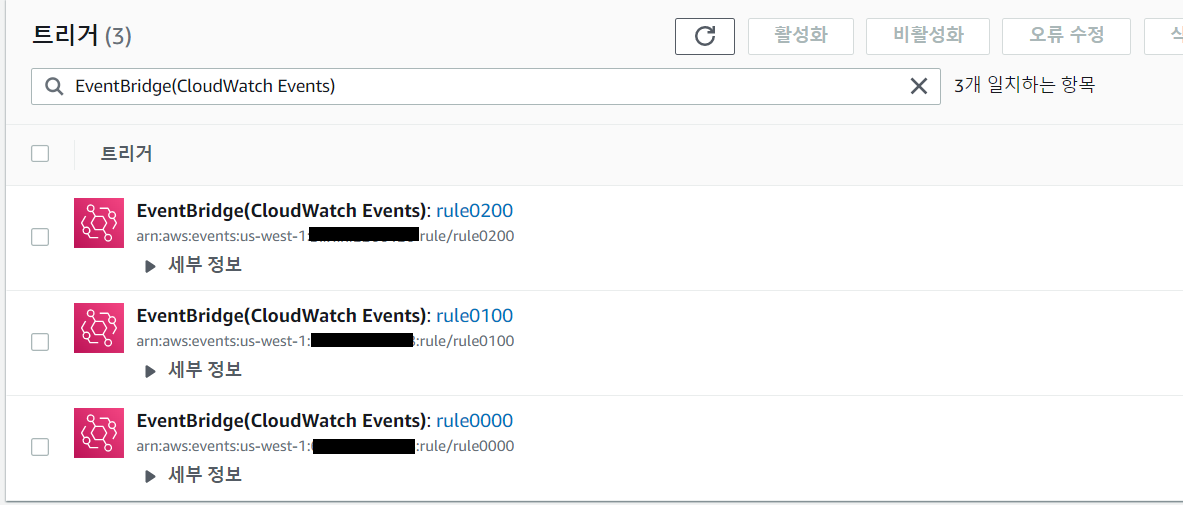 트리거 (3)
활성화
비활성화
오류 수정
EventBridge(CloudWatch Events)
3개 일치하는 항목
트리거
EventBridge(CloudWatch Events): rule0200
arn:aws:events:us-west-1: rule/rule0200
세부 정보
EventBridge(CloudWatch Events): rule0100
arn:aws:events:us-west-1: :rule/rule0100
세부 정보
EventBridge(CloudWatch Events): rule0000
arn:aws:events:us-west-1: :rule/rule0000
세부 정보